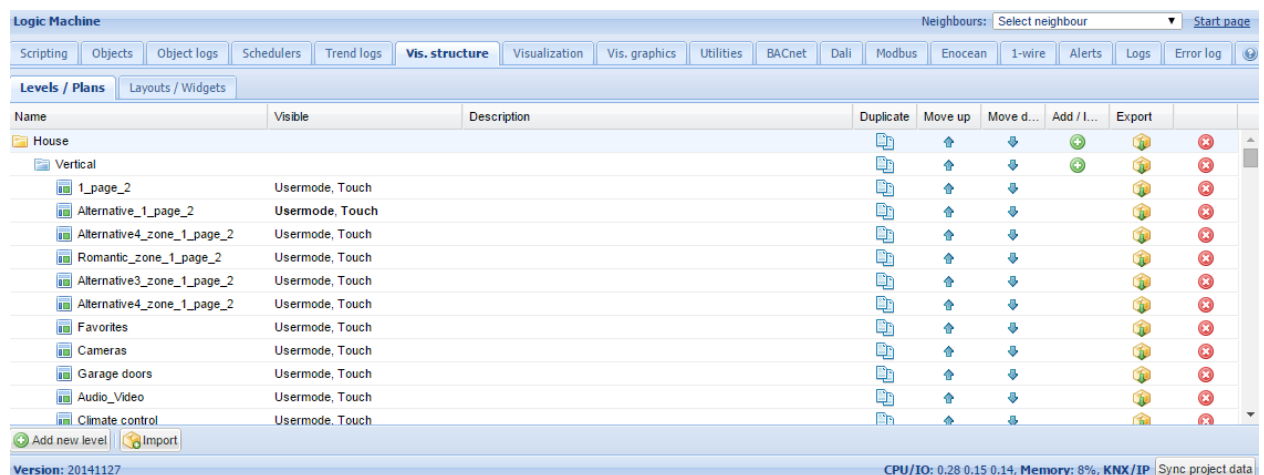 Logic Machine Neighbours: Select neighbour Start page
Scripting Objects Object logs Schedulers Trend logs Vis. structure Visualization Vis. graphics Utilities BACnet Dali Modbus Enocean 1-wire Alerts Logs Error log
Levels / Plans Layouts / Widgets
Name Visible Description Duplicate Move up Move d... Add / I... Export
House
Vertical
1_page_2 Usermode, Touch
Alternative_1_page_2 Usermode, Touch
Alternative4_zone_1_page_2 Usermode, Touch
Romantic_zone_1_page_2 Usermode, Touch
Alternative3_zone_1_page_2 Usermode, Touch
Alternative4_zone_1_page_2 Usermode, Touch
Favorites Usermode, Touch
Cameras Usermode, Touch
Garage doors Usermode, Touch
Audio_Video Usermode, Touch
Climate control Usermode, Touch
Add new level Import
Version: 20141127 CPU/IO: 0.28 0.15 0.14, Memory: 8%, KNX/IP Sync project data